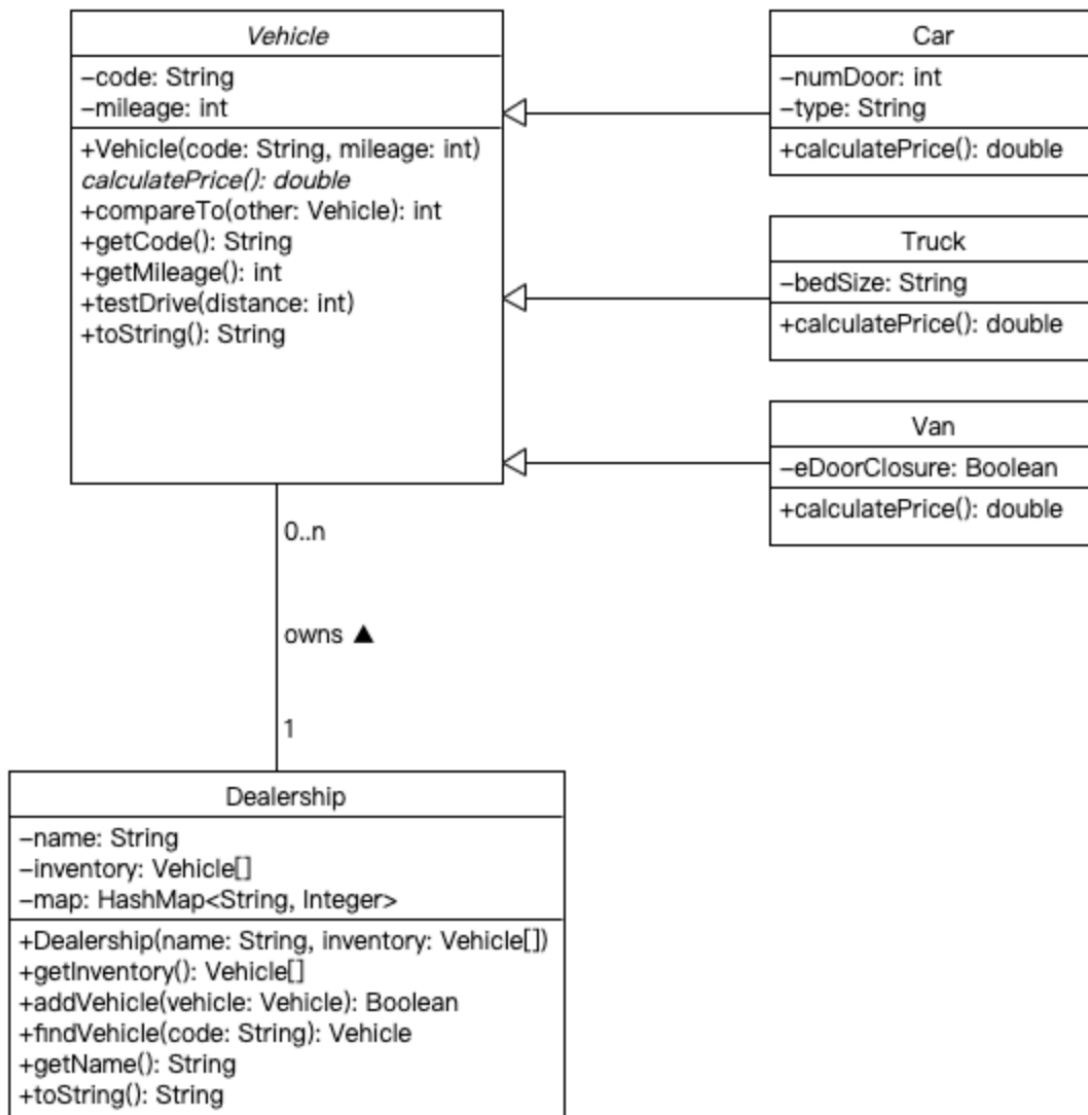 Vehicle
–code: String
–mileage: int
+Vehicle(code: String, mileage: int)
calculatePrice(): double
+compareTo(other: Vehicle): int
+getCode(): String
+getMileage(): int
+testDrive(distance: int)
+toString(): String
Car
–numDoor: int
–type: String
+calculatePrice(): double
Truck
–bedSize: String
+calculatePrice(): double
Van
–eDoorClosure: Boolean
+calculatePrice(): double
0..n
owns ▲
1
Dealership
–name: String
–inventory: Vehicle[]
–map: HashMap<String, Integer>
+Dealership(name: String, inventory: Vehicle[])
+getInventory(): Vehicle[]
+addVehicle(vehicle: Vehicle): Boolean
+findVehicle(code: String): Vehicle
+getName(): String
+toString(): String